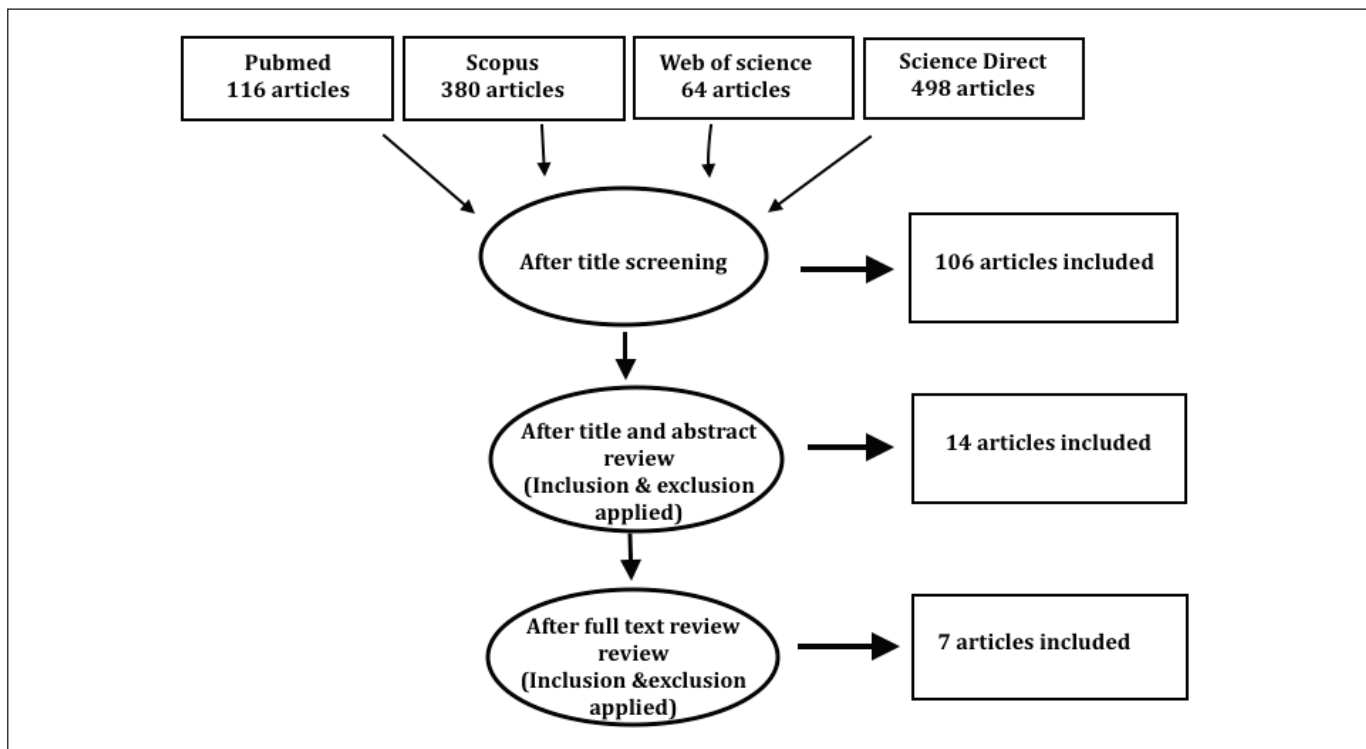 Pubmed
116 articles
Scopus
380 articles
Web of science
64 articles
Science Direct
498 articles
After title screening
106 articles included
After title and abstract
review
(Inclusion & exclusion
applied)
14 articles included
After full text review
review
(Inclusion &exclusion
applied)
7 articles included